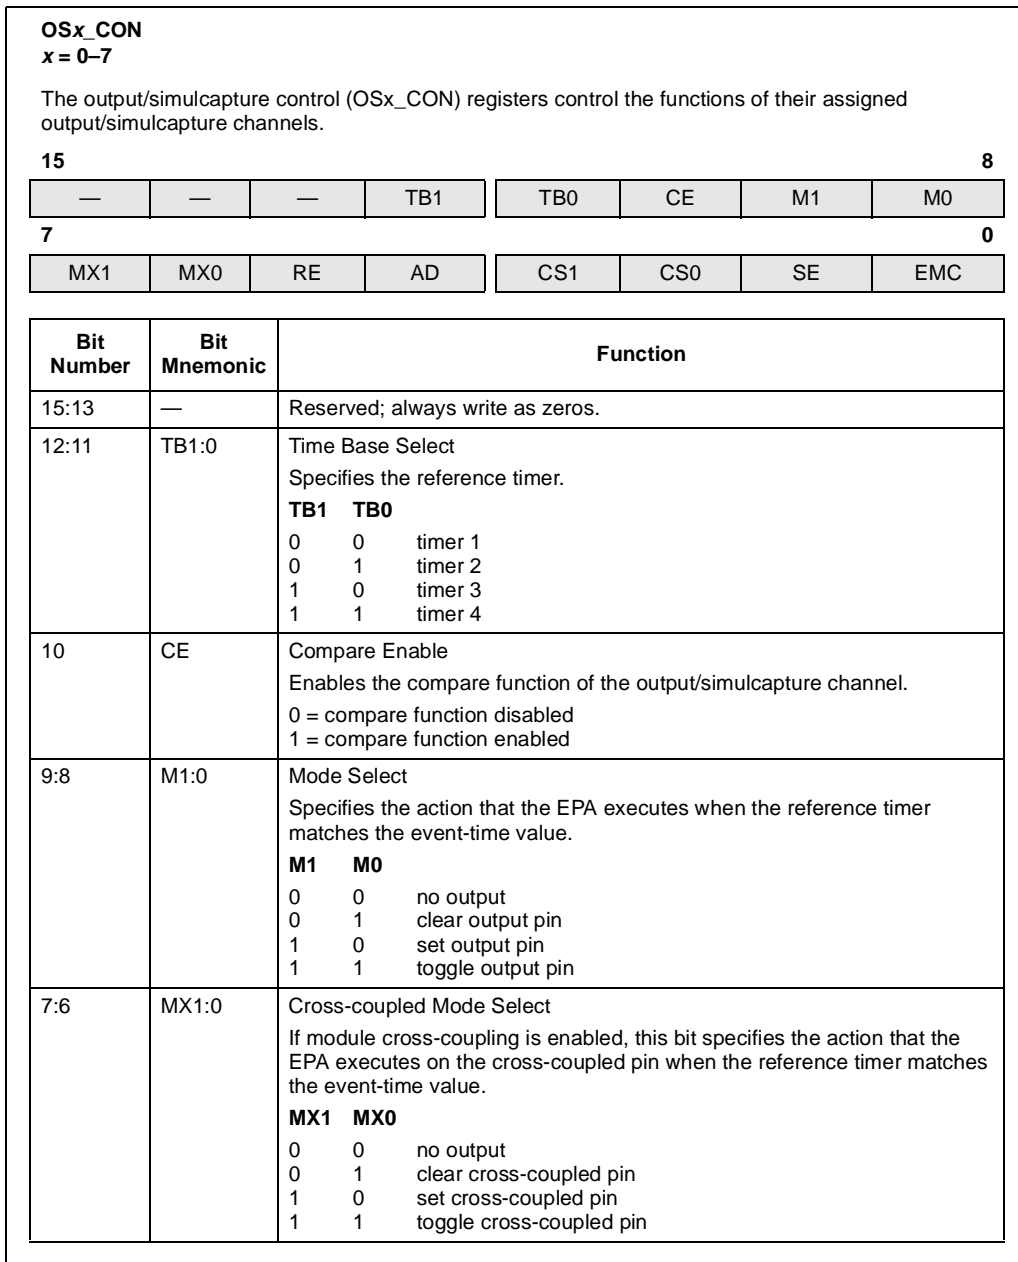 OSx_CON
x = 0–7
The output/simulcapture control (OSx_CON) registers control the functions of their assigned
output/simulcapture channels.
15 8
— — — TB1 TB0 CE M1 M0
7 0
MX1 MX0 RE AD CS1 CS0 SE EMC
Bit Number Bit Mnemonic Function
15:13 — Reserved; always write as zeros.
12:11 TB1:0 Time Base Select
Specifies the reference timer.
TB1 TB0
0 0 timer 1
0 1 timer 2
1 0 timer 3
1 1 timer 4
10 CE Compare Enable
Enables the compare function of the output/simulcapture channel.
0 = compare function disabled
1 = compare function enabled
9:8 M1:0 Mode Select
Specifies the action that the EPA executes when the reference timer
matches the event-time value.
M1 M0
0 0 no output
0 1 clear output pin
1 0 set output pin
1 1 toggle output pin
7:6 MX1:0 Cross-coupled Mode Select
If module cross-coupling is enabled, this bit specifies the action that the
EPA executes on the cross-coupled pin when the reference timer matches
the event-time value.
MX1 MX0
0 0 no output
0 1 clear cross-coupled pin
1 0 set cross-coupled pin
1 1 toggle cross-coupled pin